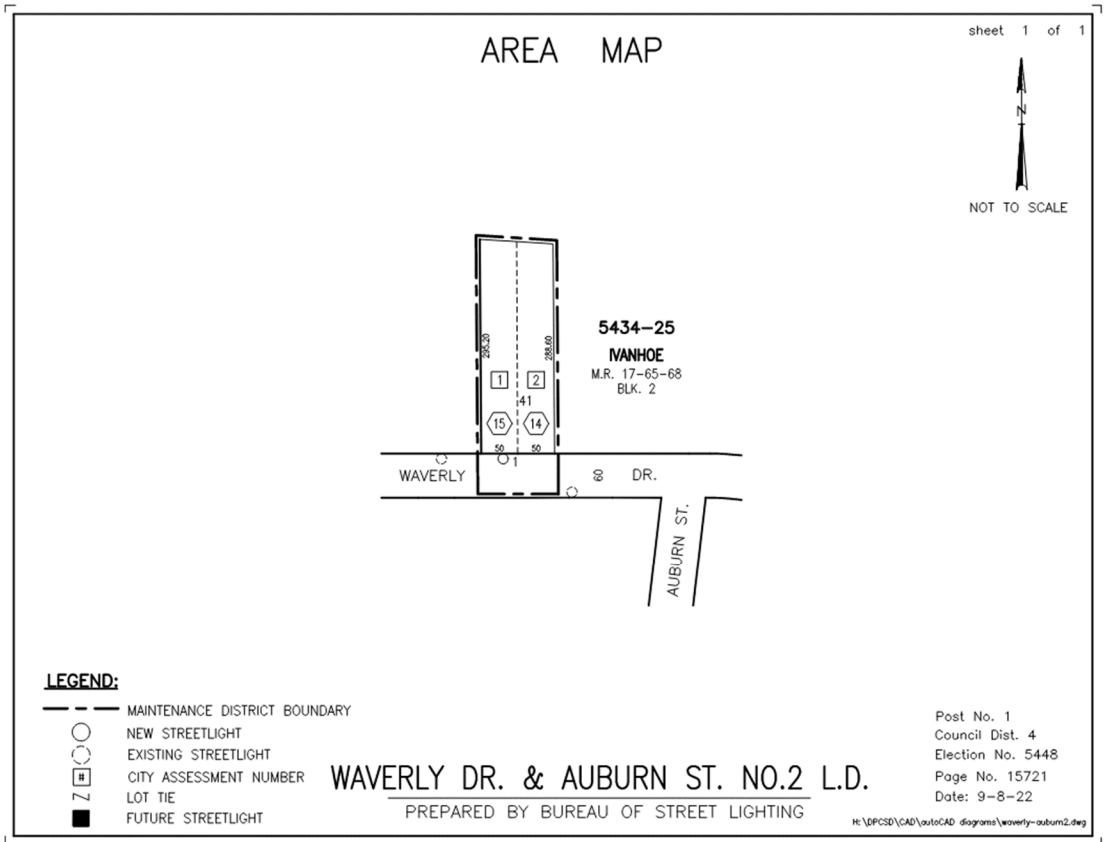 sheet 1 of 1
AREA MAP
N
NOT TO SCALE
5434-25
IVANHOE
M.R. 17-65-68
BLK. 2
295.20
288.60
1 2
41
15 14
50 50
1
WAVERLY 60 DR.
AUBURN ST.
LEGEND:
MAINTENANCE DISTRICT BOUNDARY
NEW STREETLIGHT
EXISTING STREETLIGHT
# CITY ASSESSMENT NUMBER
LOT TIE
FUTURE STREETLIGHT
WAVERLY DR. & AUBURN ST. NO.2 L.D.
PREPARED BY BUREAU OF STREET LIGHTING
Post No. 1
Council Dist. 4
Election No. 5448
Page No. 15721
Date: 9-8-22
H:\DPCSD\CAD\autoCAD diagrams\waverly-auburn2.dwg